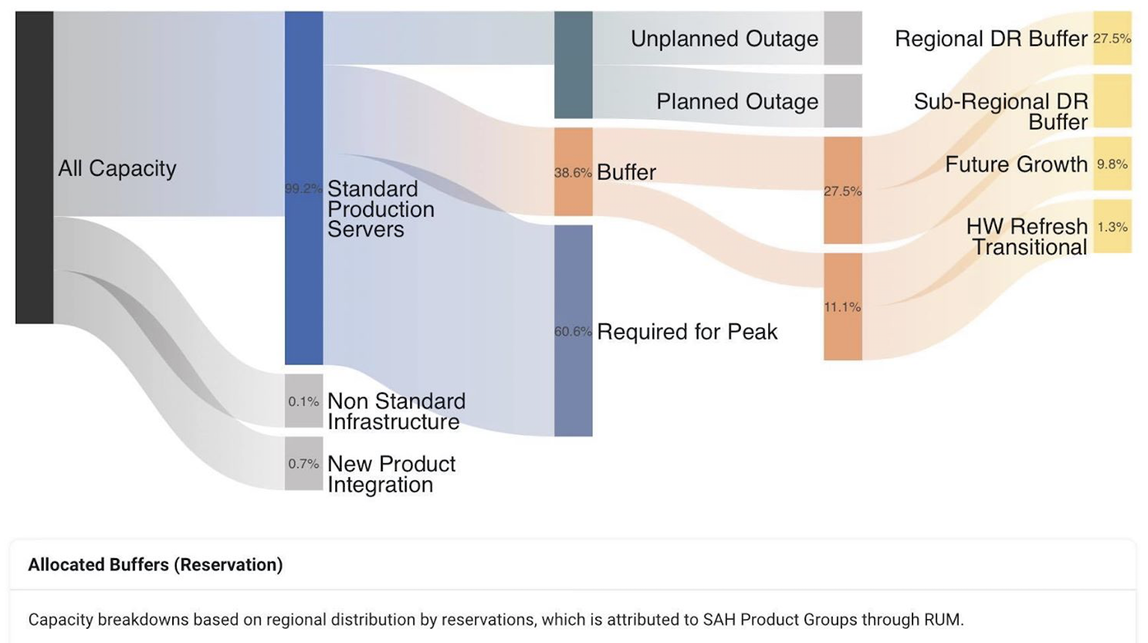 Unplanned Outage
Regional DR Buffer 27.5%
Planned Outage
Sub-Regional DR
Buffer
All Capacity
99.2% Standard
Production
Servers
38.6% Buffer
27.5%
Future Growth 9.8%
HW Refresh 1.3%
Transitional
11.1%
60.6% Required for Peak
0.1% Non Standard
Infrastructure
0.7% New Product
Integration
Allocated Buffers (Reservation)
Capacity breakdowns based on regional distribution by reservations, which is attributed to SAH Product Groups through RUM.